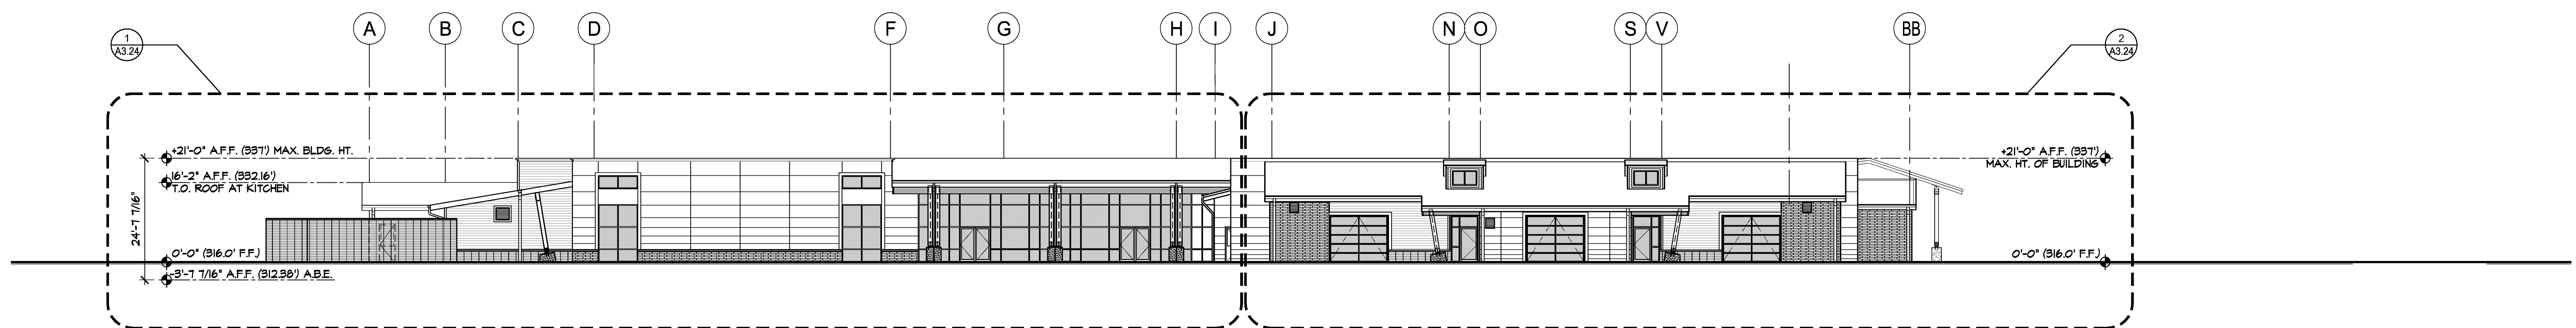 1
A3.24
A
B
C
D
F
G
H
I
J
N
O
S
V
BB
2
A3.24
+21'-0" A.F.F. (337') MAX. BLDG. HT.
16'-2" A.F.F. (332.16')
T.O. ROOF AT KITCHEN
24'-7 7/16"
0'-0" (316.0' F.F.)
-3'-7 7/16" A.F.F. (312.38') A.B.E.
+21'-0" A.F.F. (337')
MAX. HT. OF BUILDING
0'-0" (316.0' F.F.)